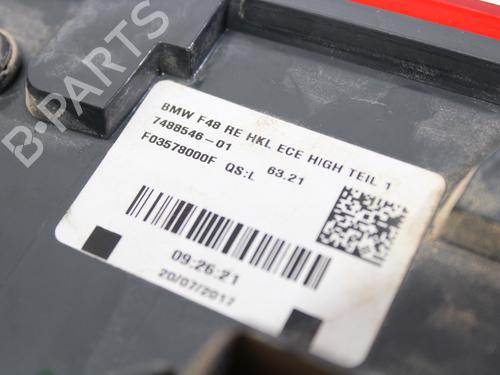 B-PARTS
BMW F48 RE HKL ECE HIGH TEIL 1
7488546-01 63.21
F03578000F QS:L
09:26:21
20/07/2017